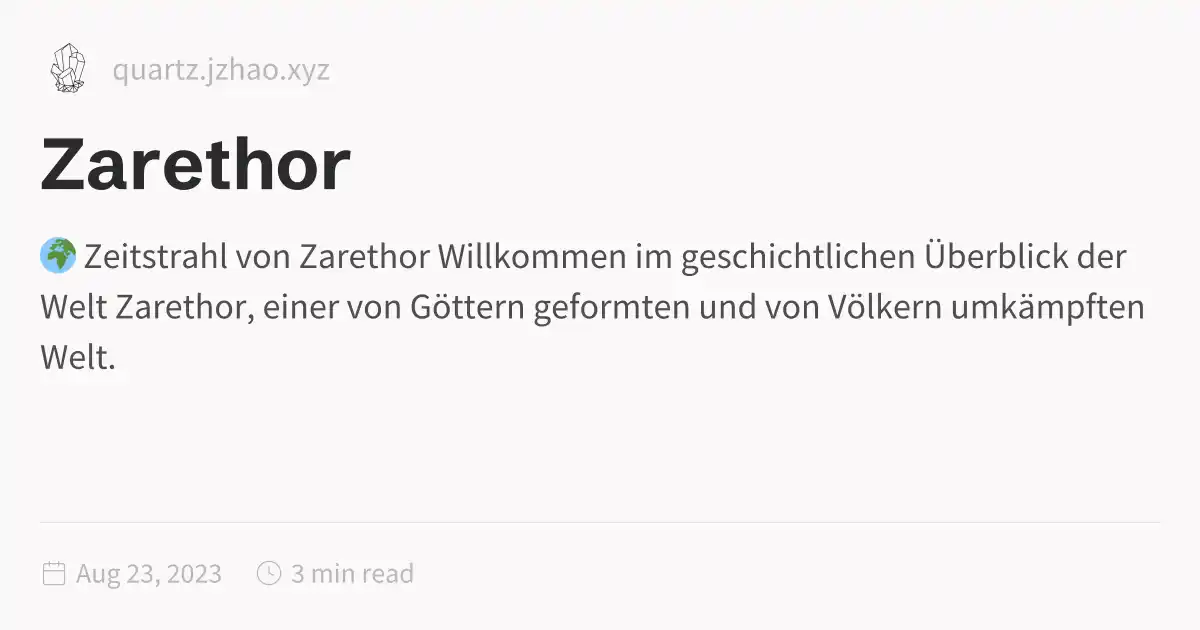 quartz.jzhao.xyz
Zarethor
🌍 Zeitstrahl von Zarethor Willkommen im geschichtlichen Überblick der
Welt Zarethor, einer von Göttern geformten und von Völkern umkämpften
Welt.
Aug 23, 2023 3 min read